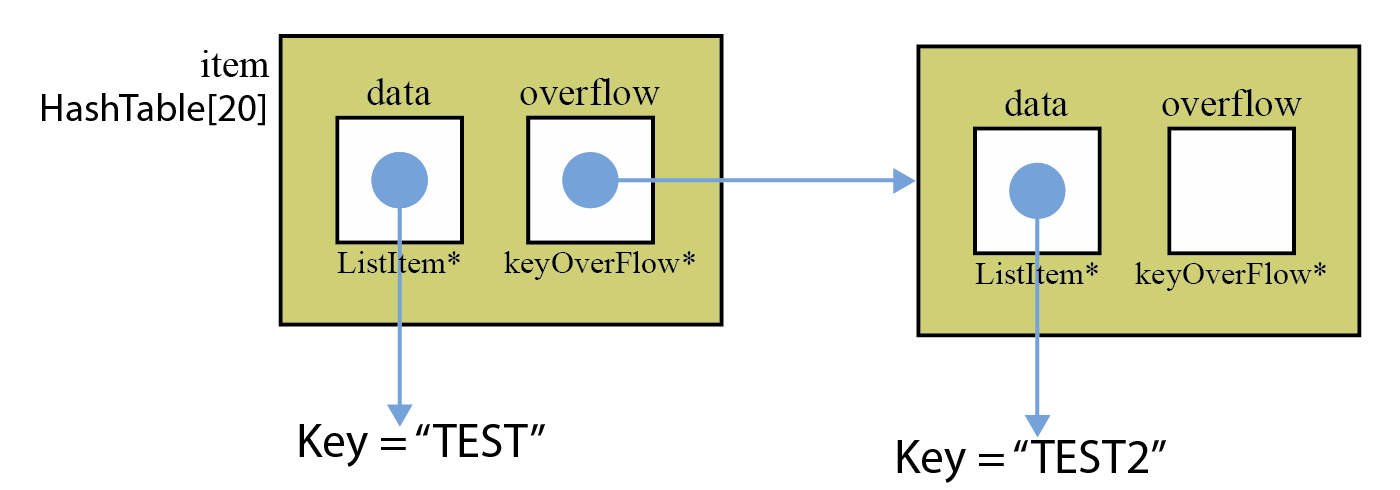 item
HashTable[20]
data overflow
ListItem* keyOverFlow*
Key = “TEST”
data overflow
ListItem* keyOverFlow*
Key = “TEST2”